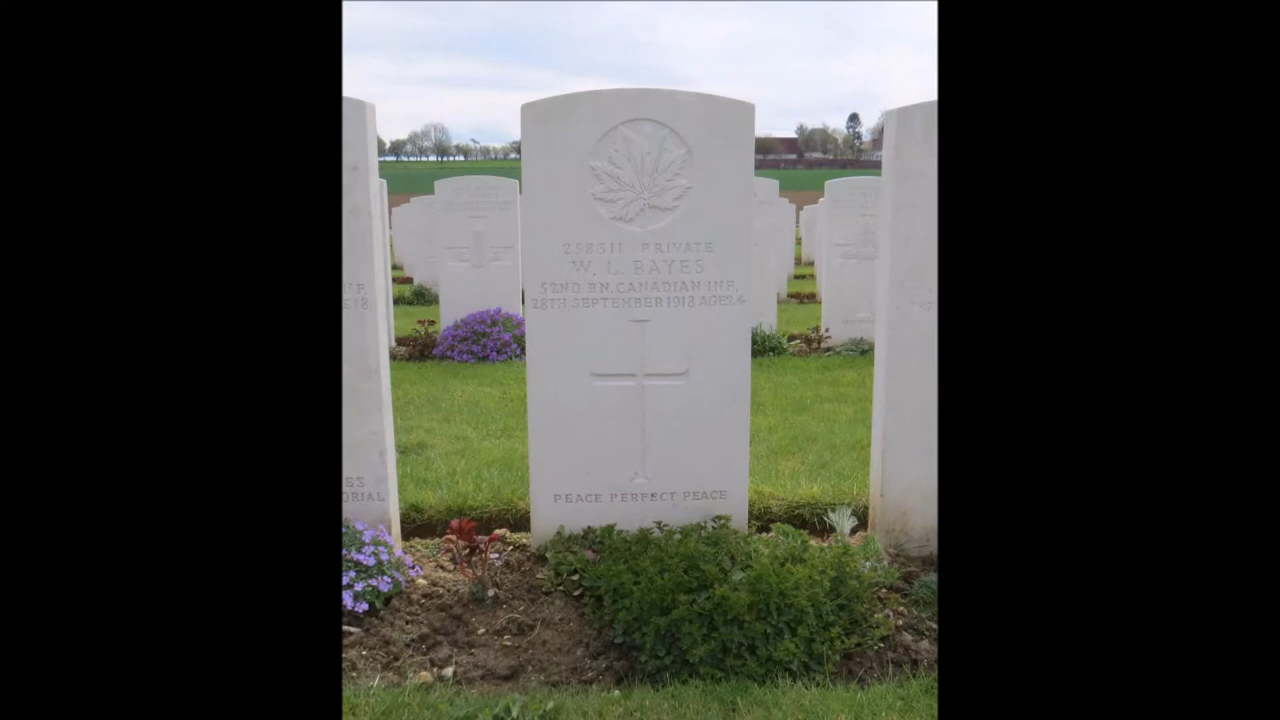 258311 PRIVATE
W. L. BAYES
52ND BN. CANADIAN INF.
28TH SEPTEMBER 1918 AGE 24
PEACE PERFECT PEACE